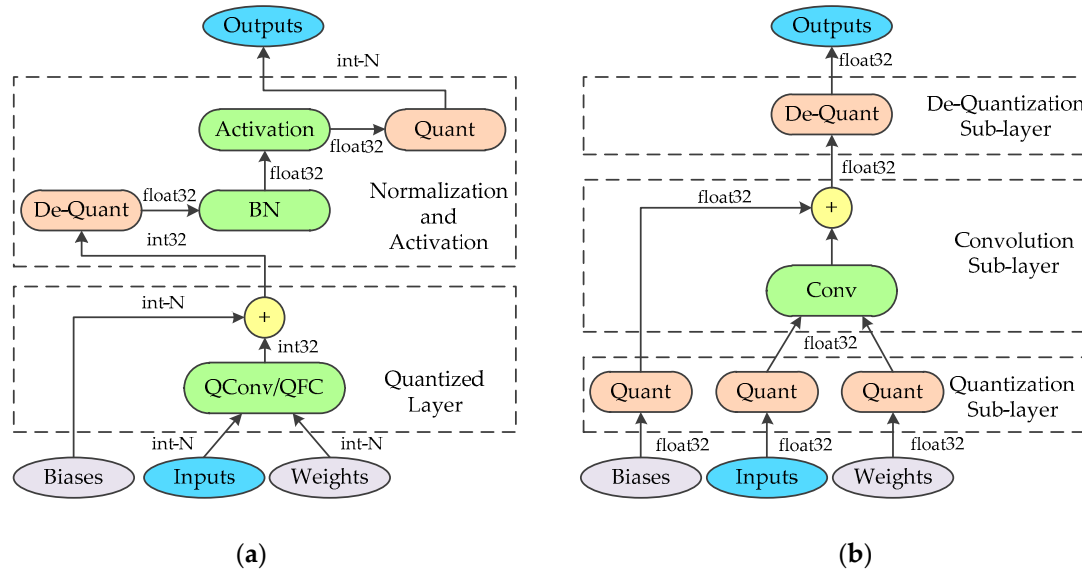 Outputs
int-N
Activation
float32
Quant
float32
De-Quant
float32
BN
Normalization
and
Activation
int32
int-N
+
int32
QConv/QFC
Quantized
Layer
int-N
int-N
Biases
Inputs
Weights
(a)
Outputs
float32
De-Quant
De-Quantization
Sub-layer
float32
float32
+
Convolution
Sub-layer
Conv
float32
Quant
Quant
Quant
Quantization
Sub-layer
float32
float32
float32
Biases
Inputs
Weights
(b)